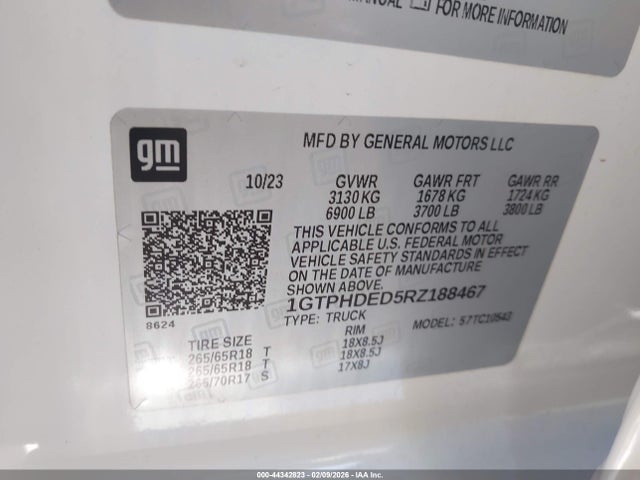 MANUAL FOR MORE INFORMATION
gm
MFD BY GENERAL MOTORS LLC
10/23 GVWR GAWR FRT GAWR RR
3130 KG 1678 KG 1724 KG
6900 LB 3700 LB 3800 LB
THIS VEHICLE CONFORMS TO ALL
APPLICABLE U.S. FEDERAL MOTOR
VEHICLE SAFETY STANDARDS IN EFFECT
ON THE DATE OF MANUFACTURE
SHOWN ABOVE.
1GTPHDED5RZ188467
8624
TYPE: TRUCK MODEL: 57TC10543
TIRE SIZE RIM
265/65R18 T 18X8.5J
265/65R18 T 18X8.5J
265/70R17 S 17X8J
000-44342823 | 02/09/2026 - IAA Inc.